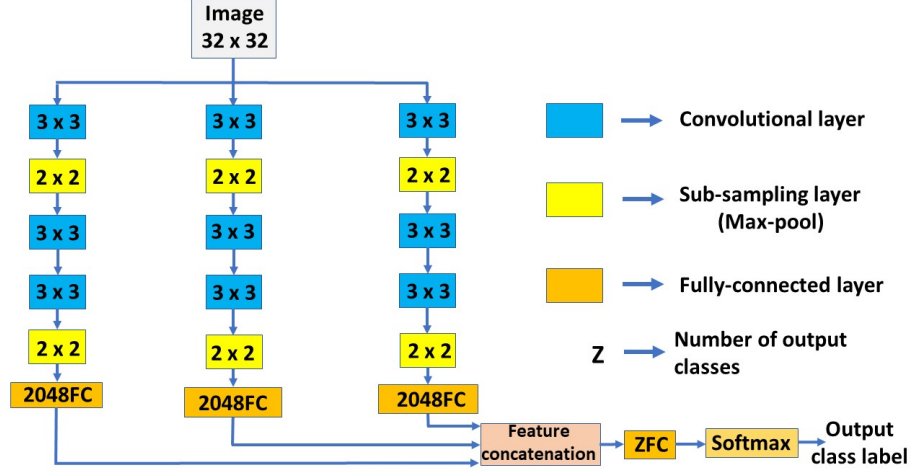 Image
32 x 32
3 x 3
2 x 2
3 x 3
3 x 3
2 x 2
2048FC
3 x 3
2 x 2
3 x 3
3 x 3
2 x 2
2048FC
3 x 3
2 x 2
3 x 3
3 x 3
2 x 2
2048FC
Feature
concatenation
ZFC
Softmax
Output
class label
Convolutional layer
Sub-sampling layer
(Max-pool)
Fully-connected layer
Z
Number of output
classes